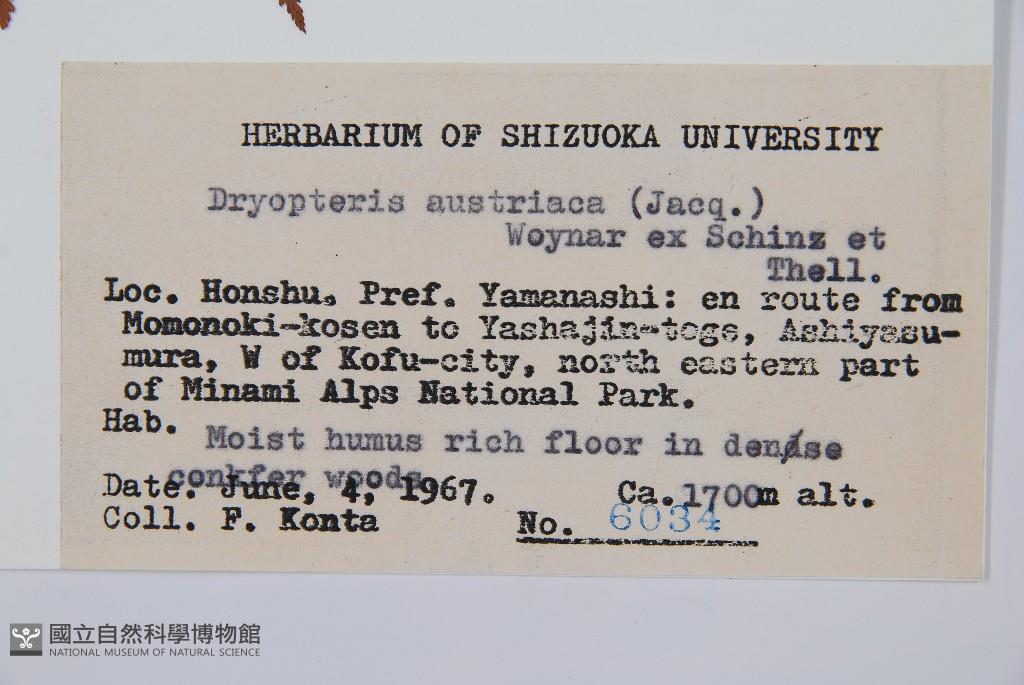 HERBARIUM OF SHIZUOKA UNIVERSITY
Dryopteris austriaca (Jacq.)
Woynar ex Schinz et
Thell.
Loc. Honshu, Pref. Yamanashi: en route from
Momonoki-kosen to Yashajin-toge, Ashiyasu-
mura, W of Kofu-city, north eastern part
of Minami Alps National Park.
Hab. Moist humus rich floor in dense
conkfer woods
Date. June, 4, 1967. Ca. 1700m alt.
Coll. F. Konta No. 6034
國立自然科學博物館
NATIONAL MUSEUM OF NATURAL SCIENCE